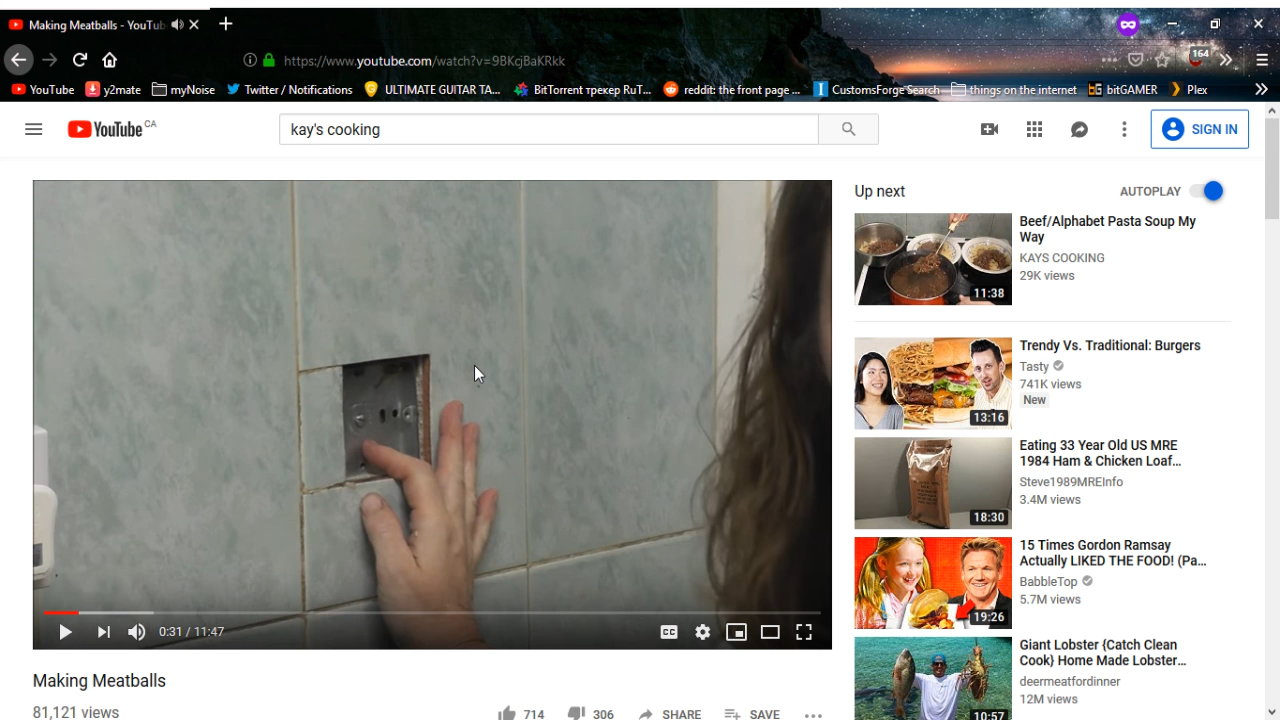 Making Meatballs - YouTub
https://www.youtube.com/watch?v=9BKcjBaKRkk
164
YouTube
y2mate
myNoise
Twitter / Notifications
ULTIMATE GUITAR TA...
BitTorrent трекер RuT...
reddit: the front page ...
CustomsForge Search
things on the internet
bitGAMER
Plex
YouTube CA
kay's cooking
SIGN IN
Up next
AUTOPLAY
Beef/Alphabet Pasta Soup My
Way
KAYS COOKING
29K views
11:38
Trendy Vs. Traditional: Burgers
Tasty
741K views
New
13:16
Eating 33 Year Old US MRE
1984 Ham & Chicken Loaf...
Steve1989MREInfo
3.4M views
18:30
15 Times Gordon Ramsay
Actually LIKED THE FOOD! (Pa...
BabbleTop
5.7M views
19:26
Giant Lobster {Catch Clean
Cook} Home Made Lobster...
deermeatfordinner
12M views
10:57
0:31 / 11:47
CC
Making Meatballs
81,121 views
714
306
SHARE
SAVE